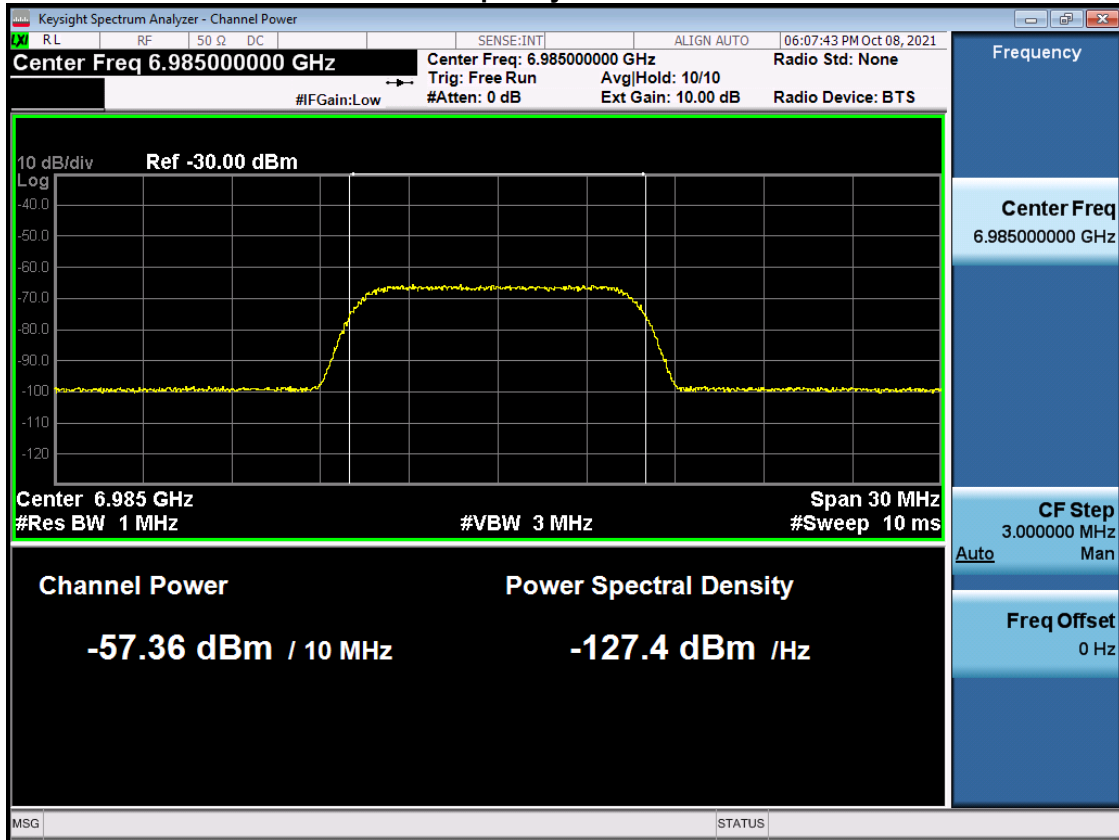 Keysight Spectrum Analyzer - Channel Power
LXI RL RF 50 Ω DC SENSE:INT ALIGN AUTO 06:07:43 PM Oct 08, 2021
Center Freq 6.985000000 GHz
Center Freq: 6.985000000 GHz Radio Std: None
Trig: Free Run Avg|Hold: 10/10
#IFGain:Low #Atten: 0 dB Ext Gain: 10.00 dB Radio Device: BTS
10 dB/div Ref -30.00 dBm
Log
-40.0
-50.0
-60.0
-70.0
-80.0
-90.0
-100
-110
-120
Center 6.985 GHz Span 30 MHz
#Res BW 1 MHz #VBW 3 MHz #Sweep 10 ms
Channel Power Power Spectral Density
-57.36 dBm / 10 MHz -127.4 dBm /Hz
MSG STATUS
Frequency
Center Freq
6.985000000 GHz
CF Step
3.000000 MHz
Auto Man
Freq Offset
0 Hz